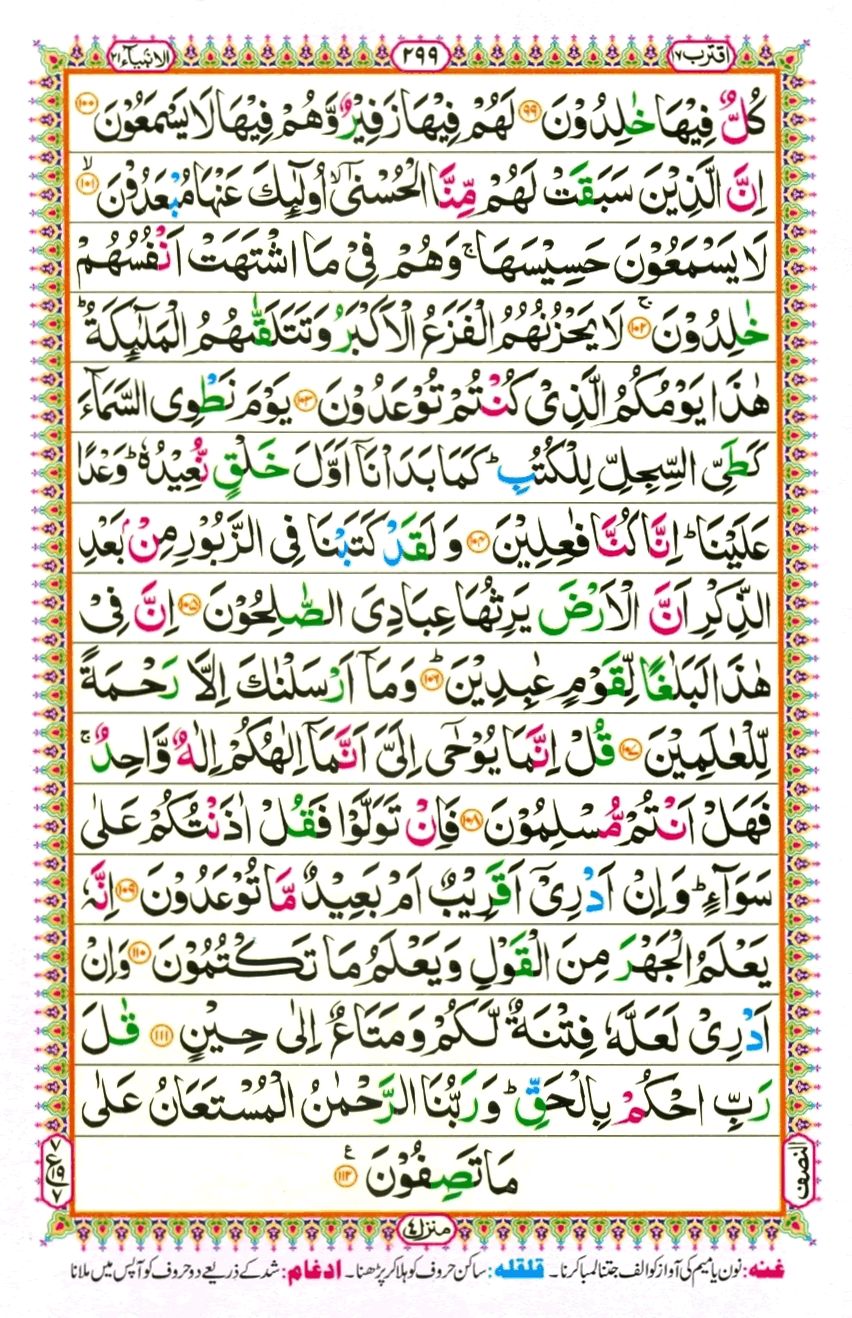 اقترب ۱۷
۲۹۹
الانبیآء ۲۱
كُلٌّ فِیْهَا خٰلِدُوْنَ ۹۹ لَهُمْ فِیْهَا زَفِیْرٌ وَّهُمْ فِیْهَا لَا یَسْمَعُوْنَ ۱۰۰
اِنَّ الَّذِیْنَ سَبَقَتْ لَهُمْ مِّنَّا الْحُسْنٰۤىۙ اُولٰٓىِٕكَ عَنْهَا مُبْعَدُوْنَۙ ۱۰۱
لَا یَسْمَعُوْنَ حَسِیْسَهَاۚ وَهُمْ فِیْ مَا اشْتَهَتْ اَنْفُسُهُمْ
خٰلِدُوْنَۚ ۱۰۲ لَا یَحْزُنُهُمُ الْفَزَعُ الْاَكْبَرُ وَتَتَلَقّٰىهُمُ الْمَلٰٓىِٕكَةُؕ
هٰذَا یَوْمُكُمُ الَّذِیْ كُنْتُمْ تُوْعَدُوْنَ ۱۰۳ یَوْمَ نَطْوِی السَّمَآءَ
كَطَیِّ السِّجِلِّ لِلْكُتُبِؕ كَمَا بَدَاْنَاۤ اَوَّلَ خَلْقٍ نُّعِیْدُهٗؕ وَعْدًا
عَلَیْنَاؕ اِنَّا كُنَّا فٰعِلِیْنَ ۱۰۴ وَلَقَدْ كَتَبْنَا فِی الزَّبُوْرِ مِنْۢ بَعْدِ
الذِّكْرِ اَنَّ الْاَرْضَ یَرِثُهَا عِبَادِیَ الصّٰلِحُوْنَ ۱۰۵ اِنَّ فِیْ
هٰذَا لَبَلٰغًا لِّقَوْمٍ عٰبِدِیْنَؕ ۱۰۶ وَمَاۤ اَرْسَلْنٰكَ اِلَّا رَحْمَةً
لِّلْعٰلَمِیْنَ ۱۰۷ قُلْ اِنَّمَا یُوْحٰۤى اِلَیَّ اَنَّمَاۤ اِلٰهُكُمْ اِلٰهٌ وَّاحِدٌۚ
فَهَلْ اَنْتُمْ مُّسْلِمُوْنَ ۱۰۸ فَاِنْ تَوَلَّوْا فَقُلْ اٰذَنْتُكُمْ عَلٰى
سَوَآءٍؕ وَاِنْ اَدْرِیْۤ اَقَرِیْبٌ اَمْ بَعِیْدٌ مَّا تُوْعَدُوْنَ ۱۰۹ اِنَّهٗ
یَعْلَمُ الْجَهْرَ مِنَ الْقَوْلِ وَیَعْلَمُ مَا تَكْتُمُوْنَ ۱۱۰ وَاِنْ
اَدْرِیْ لَعَلَّهٗ فِتْنَةٌ لَّكُمْ وَمَتَاعٌ اِلٰى حِیْنٍ ۱۱۱ قٰلَ
رَبِّ احْكُمْ بِالْحَقِّؕ وَرَبُّنَا الرَّحْمٰنُ الْمُسْتَعَانُ عَلٰى
مَا تَصِفُوْنَ ۱۱۲ ع
النصف
۷
ع ۱۹
۷
منزل ۴
غنہ: نون یا میم کی آواز کو الف جتنا لمبا کرنا۔ قلقلہ: ساکن حروف کو ہلا کر پڑھنا۔ ادغام: شد کے ذریعے دو حروف کو آپس میں ملانا